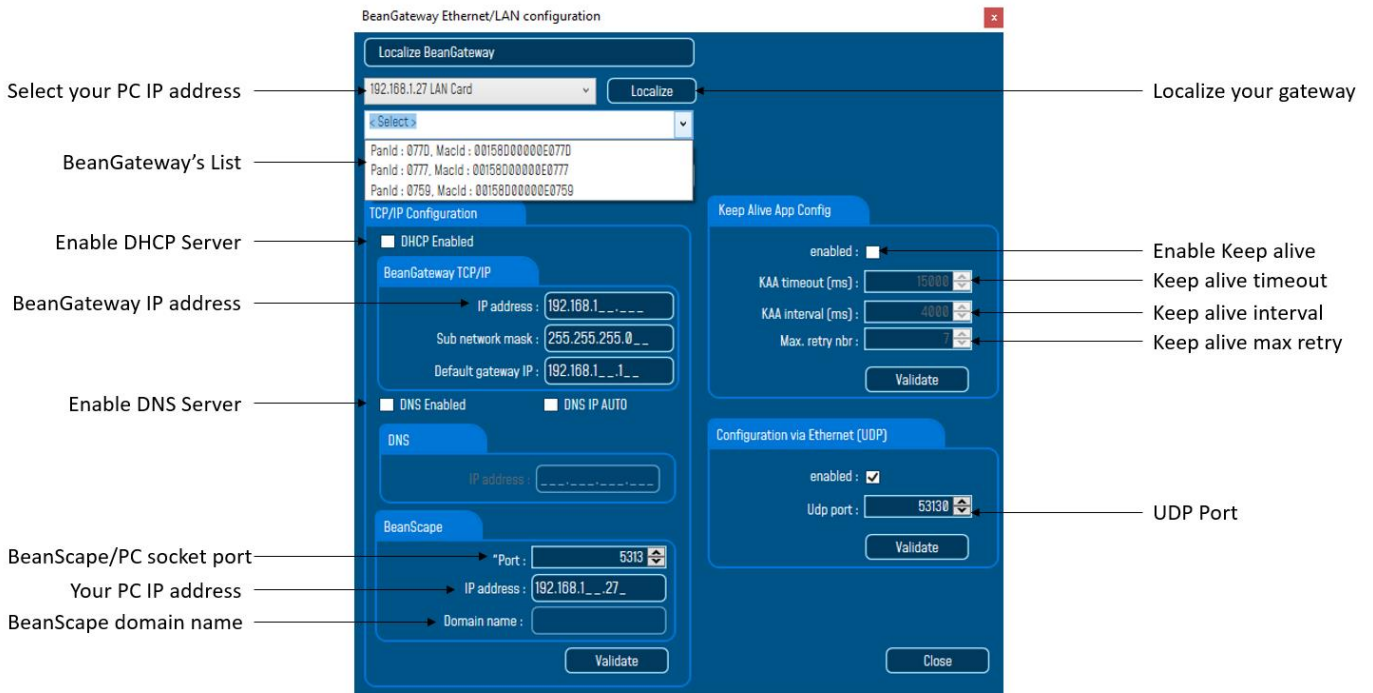 BeanGateway Ethernet/LAN configuration
x
Localize BeanGateway
Select your PC IP address
192.168.1.27 LAN Card
Localize
Localize your gateway
< Select >
BeanGateway's List
PanId : 077D, MacId : 00158D00000E077D
PanId : 0777, MacId : 00158D00000E0777
PanId : 0759, MacId : 00158D00000E0759
TCP/IP Configuration
Enable DHCP Server
DHCP Enabled
BeanGateway TCP/IP
BeanGateway IP address
IP address : 192.168.1__.___
Sub network mask : 255.255.255.0__
Default gateway IP : 192.168.1__.1__
Enable DNS Server
DNS Enabled
DNS IP AUTO
DNS
IP address : ___.___.___.___
BeanScape
BeanScape/PC socket port
"Port : 5313
Your PC IP address
IP address : 192.168.1__.27_
BeanScape domain name
Domain name :
Validate
Keep Alive App Config
enabled :
Enable Keep alive
KAA timeout (ms) : 15000
Keep alive timeout
KAA interval (ms) : 4000
Keep alive interval
Max. retry nbr : 7
Keep alive max retry
Validate
Configuration via Ethernet (UDP)
enabled :
Udp port : 53130
UDP Port
Validate
Close